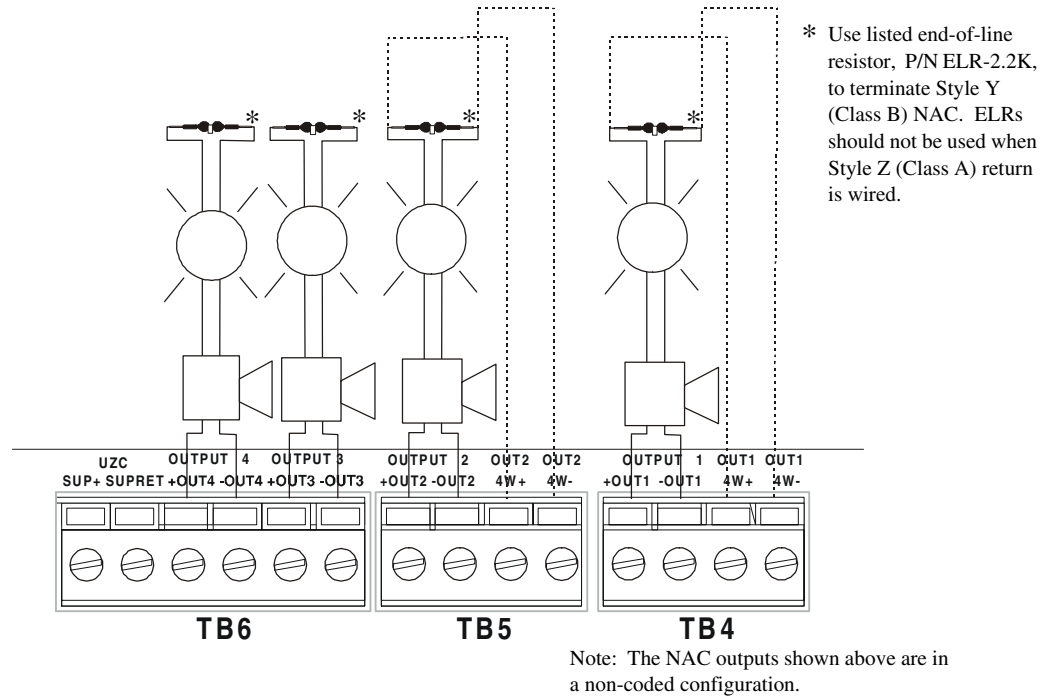 * Use listed end-of-line
resistor, P/N ELR-2.2K,
to terminate Style Y
(Class B) NAC. ELRs
should not be used when
Style Z (Class A) return
is wired.
* * * *
UZC OUTPUT 4 OUTPUT 3 OUTPUT 2 OUT2 OUT2 OUTPUT 1 OUT1 OUT1
SUP+ SUPRET +OUT4 -OUT4 +OUT3 -OUT3 +OUT2 -OUT2 4W+ 4W- +OUT1 -OUT1 4W+ 4W-
TB6 TB5 TB4
Note: The NAC outputs shown above are in
a non-coded configuration.